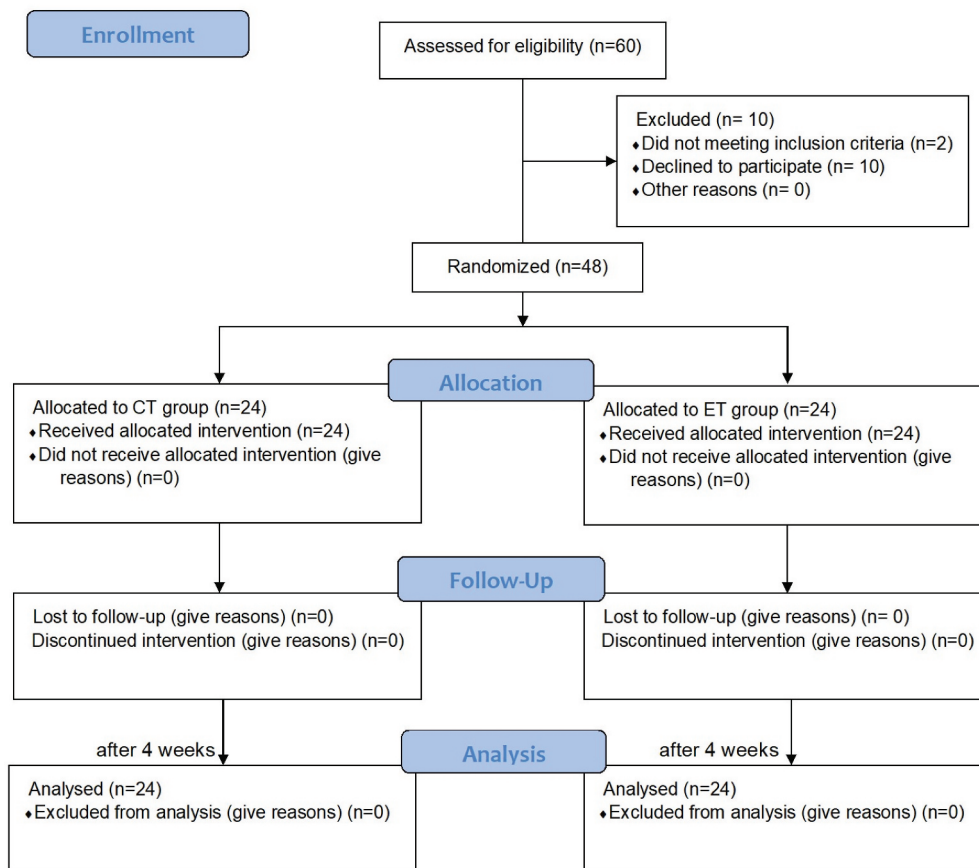 Enrollment
Assessed for eligibility (n=60)
Excluded (n= 10)
♦Did not meeting inclusion criteria (n=2)
♦Declined to participate (n= 10)
♦Other reasons (n= 0)
Randomized (n=48)
Allocation
Allocated to CT group (n=24)
♦Received allocated intervention (n=24)
♦Did not receive allocated intervention (give
reasons) (n=0)
Allocated to ET group (n=24)
♦Received allocated intervention (n=24)
♦Did not receive allocated intervention (give
reasons) (n=0)
Follow-Up
Lost to follow-up (give reasons) (n=0)
Discontinued intervention (give reasons) (n=0)
Lost to follow-up (give reasons) (n= 0)
Discontinued intervention (give reasons) (n=0)
after 4 weeks
after 4 weeks
Analysis
Analysed (n=24)
♦Excluded from analysis (give reasons) (n=0)
Analysed (n=24)
♦Excluded from analysis (give reasons) (n=0)